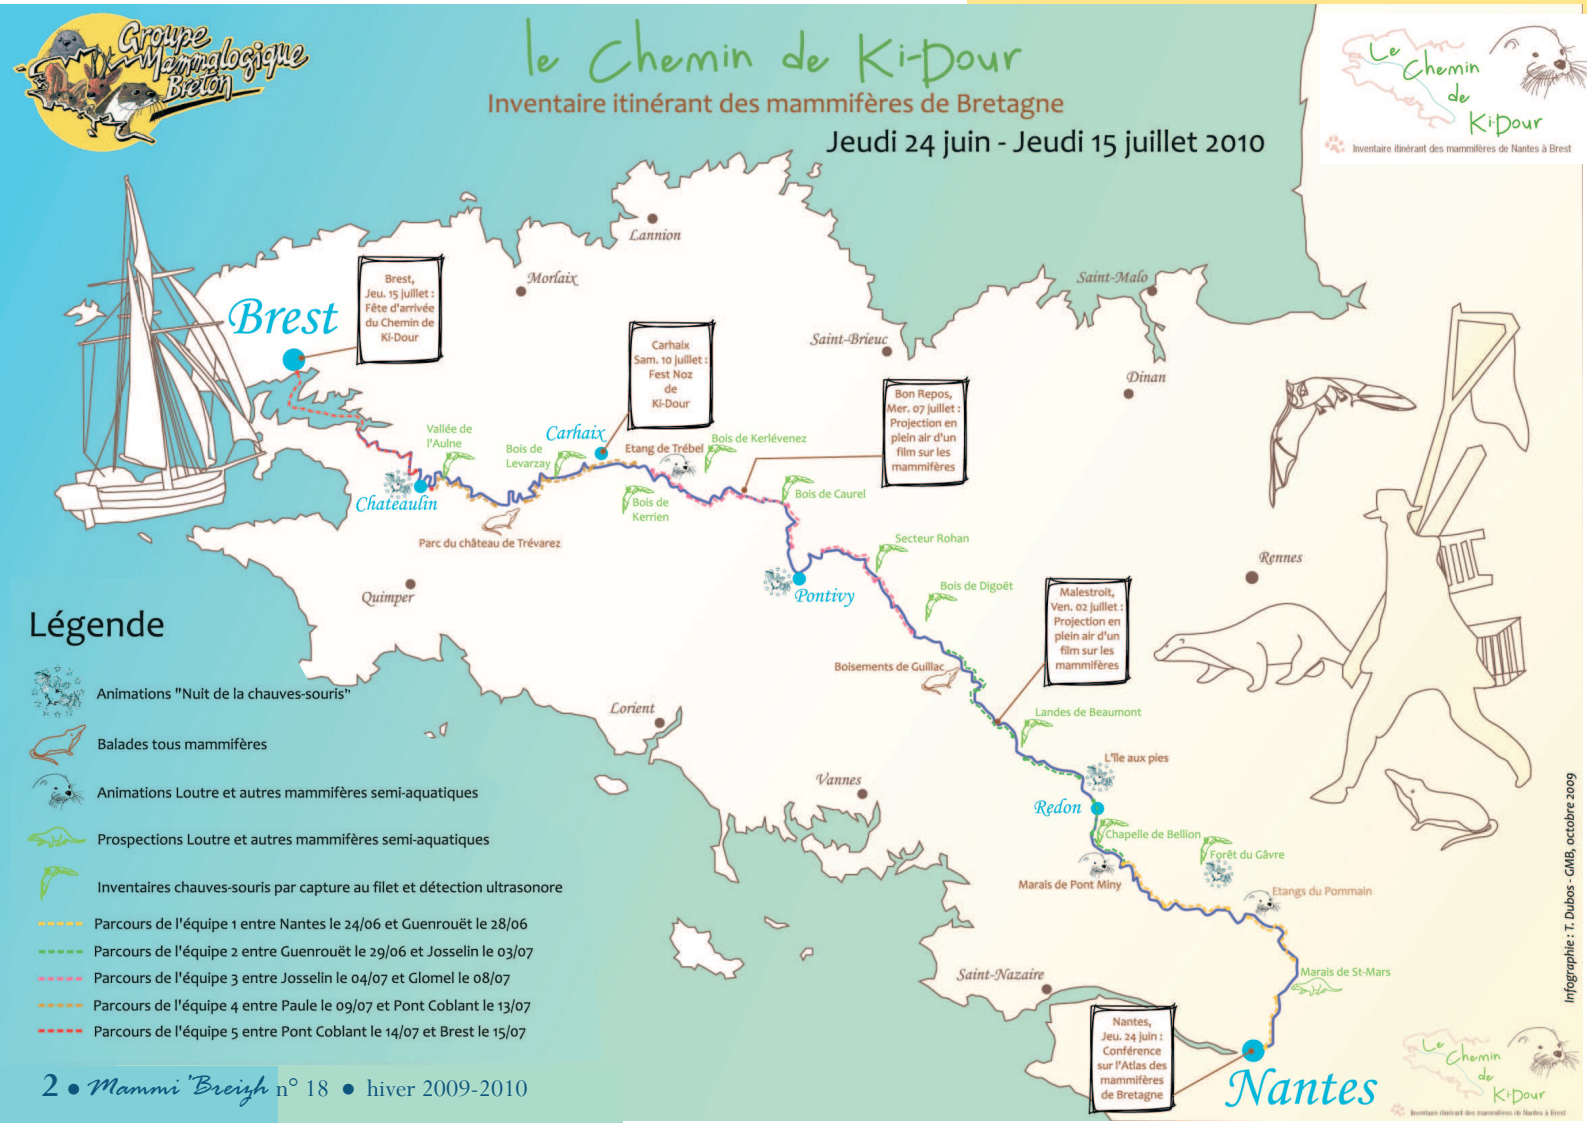 Groupe
Mammalogique
Breton
le Chemin de Ki-Dour
Inventaire itinérant des mammifères de Bretagne
Jeudi 24 juin - Jeudi 15 juillet 2010
Le
Chemin
de
Ki-Dour
Inventaire itinérant des mammifères de Nantes à Brest
Lannion
Morlaix
Saint-Malo
Saint-Brieuc
Dinan
Brest
Brest,
Jeu. 15 juillet :
Fête d'arrivée
du Chemin de
Ki-Dour
Carhaix
Sam. 10 juillet :
Fest Noz
de
Ki-Dour
Bon Repos,
Mer. 07 juillet :
Projection en
plein air d'un
film sur les
mammifères
Vallée de
l'Aulne
Bois de
Levarzay
Carhaix
Etang de Trébel
Bois de Kerlévenez
Chateaulin
Bois de
Kerrien
Bois de Caurel
Parc du château de Trévarez
Secteur Rohan
Rennes
Quimper
Pontivy
Bois de Digoët
Malestroit,
Ven. 02 juillet :
Projection en
plein air d'un
film sur les
mammifères
Boisements de Guillac
Lorient
Landes de Beaumont
L'île aux pies
Vannes
Redon
Chapelle de Bellion
Forêt du Gâvre
Marais de Pont Miny
Etangs du Pommain
Saint-Nazaire
Marais de St-Mars
Nantes,
Jeu. 24 juin :
Conférence
sur l'Atlas des
mammifères
de Bretagne
Nantes
Légende
Animations "Nuit de la chauves-souris"
Balades tous mammifères
Animations Loutre et autres mammifères semi-aquatiques
Prospections Loutre et autres mammifères semi-aquatiques
Inventaires chauves-souris par capture au filet et détection ultrasonore
Parcours de l'équipe 1 entre Nantes le 24/06 et Guenrouët le 28/06
Parcours de l'équipe 2 entre Guenrouët le 29/06 et Josselin le 03/07
Parcours de l'équipe 3 entre Josselin le 04/07 et Glomel le 08/07
Parcours de l'équipe 4 entre Paule le 09/07 et Pont Coblant le 13/07
Parcours de l'équipe 5 entre Pont Coblant le 14/07 et Brest le 15/07
Infographie : T. Dubos - GMB, octobre 2009
Le
Chemin
de
Ki-Dour
Inventaire itinérant des mammifères de Nantes à Brest
2 • Mammi 'Breizh n° 18 • hiver 2009-2010